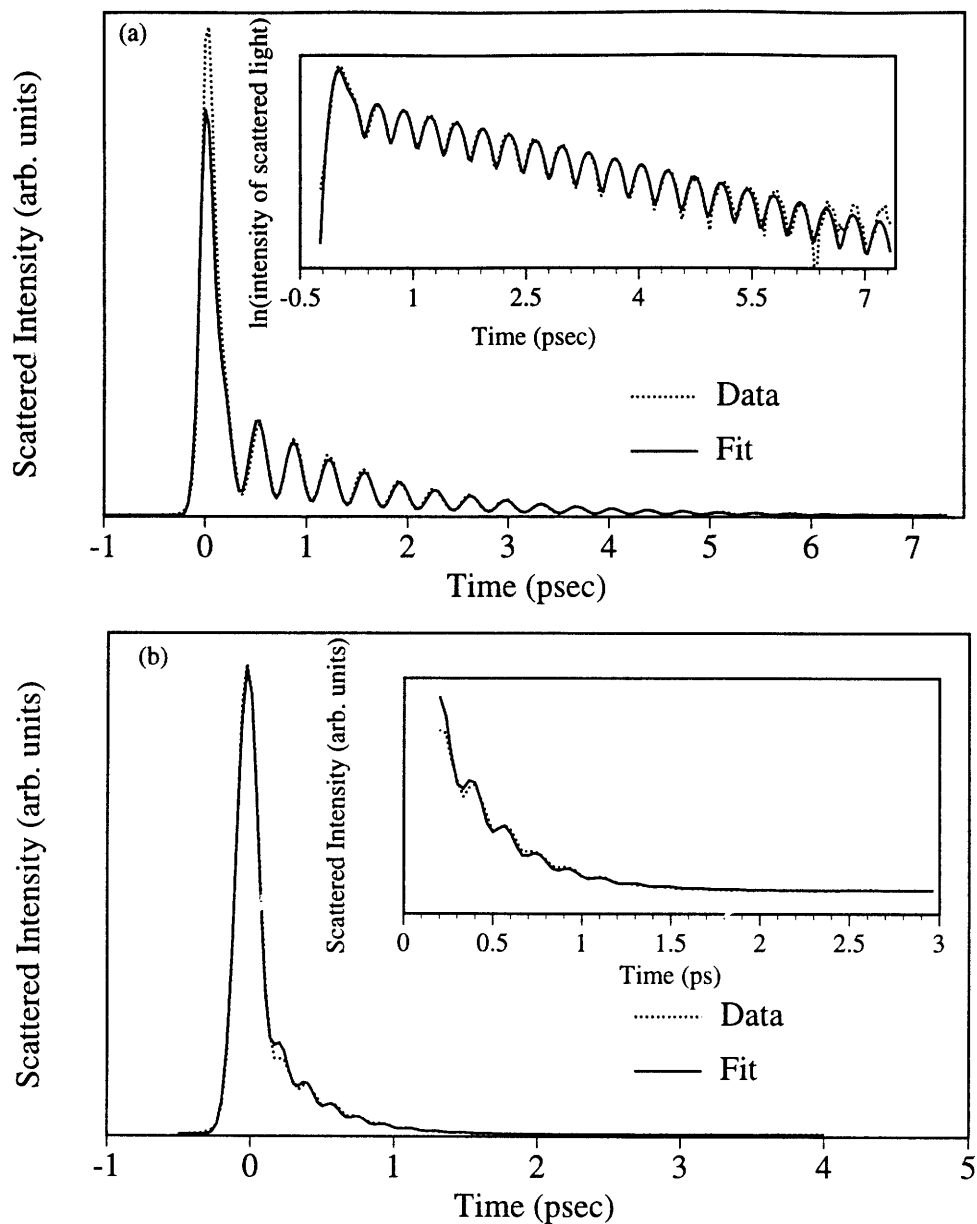 (a)
Scattered Intensity (arb. units)
ln(intensity of scattered light)
-0.5 1 2.5 4 5.5 7
Time (psec)
Data
Fit
-1 0 1 2 3 4 5 6 7
Time (psec)
(b)
Scattered Intensity (arb. units)
Scattered Intensity (arb. units)
0 0.5 1 1.5 2 2.5 3
Time (ps)
Data
Fit
-1 0 1 2 3 4 5
Time (psec)